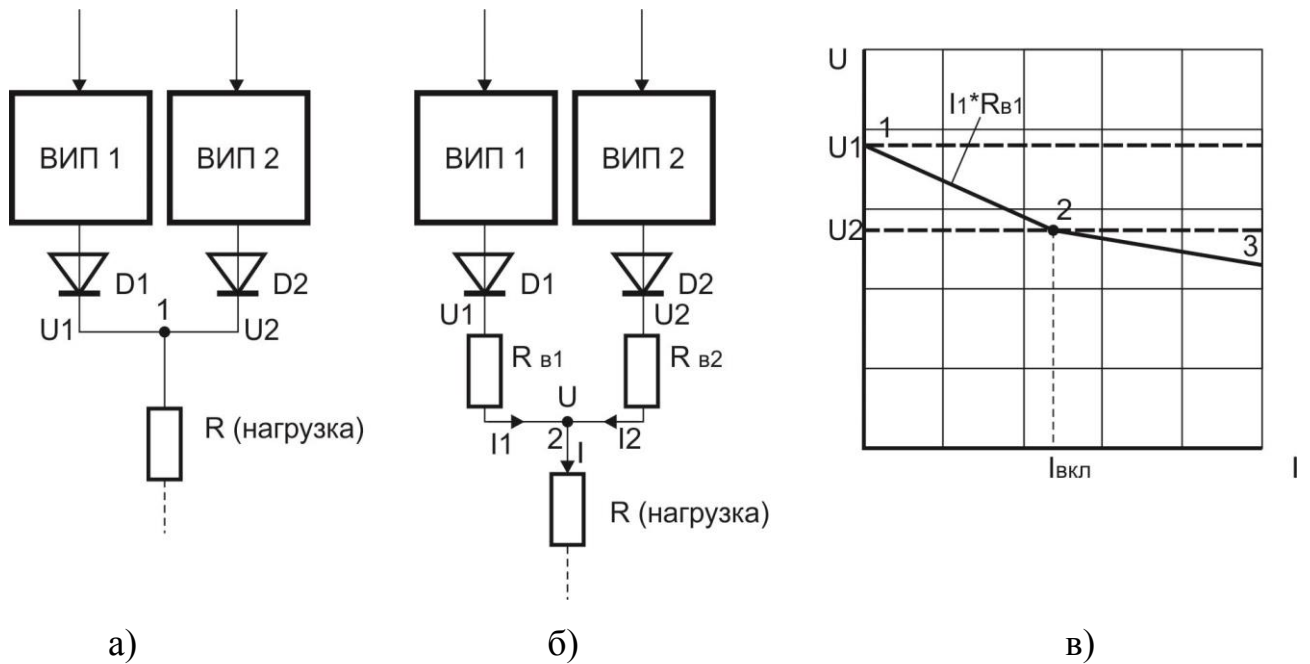 ВИП 1
ВИП 2
D1
D2
U1
1
U2
R (нагрузка)
ВИП 1
ВИП 2
D1
D2
U1
U2
R в1
R в2
U
I1
2
I2
I
R (нагрузка)
U
I1*Rв1
1
U1
2
U2
3
Iвкл
I
а)
б)
в)